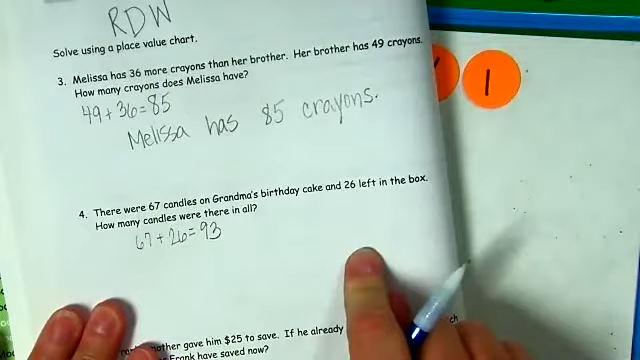 RDW
Solve using a place value chart.
3. Melissa has 36 more crayons than her brother. Her brother has 49 crayons.
How many crayons does Melissa have?
49 + 36 = 85
Melissa has 85 crayons.
1
4. There were 67 candles on Grandma's birthday cake and 26 left in the box.
How many candles were there in all?
67 + 26 = 93
mother gave him $25 to save. If he already
Frank have saved now?